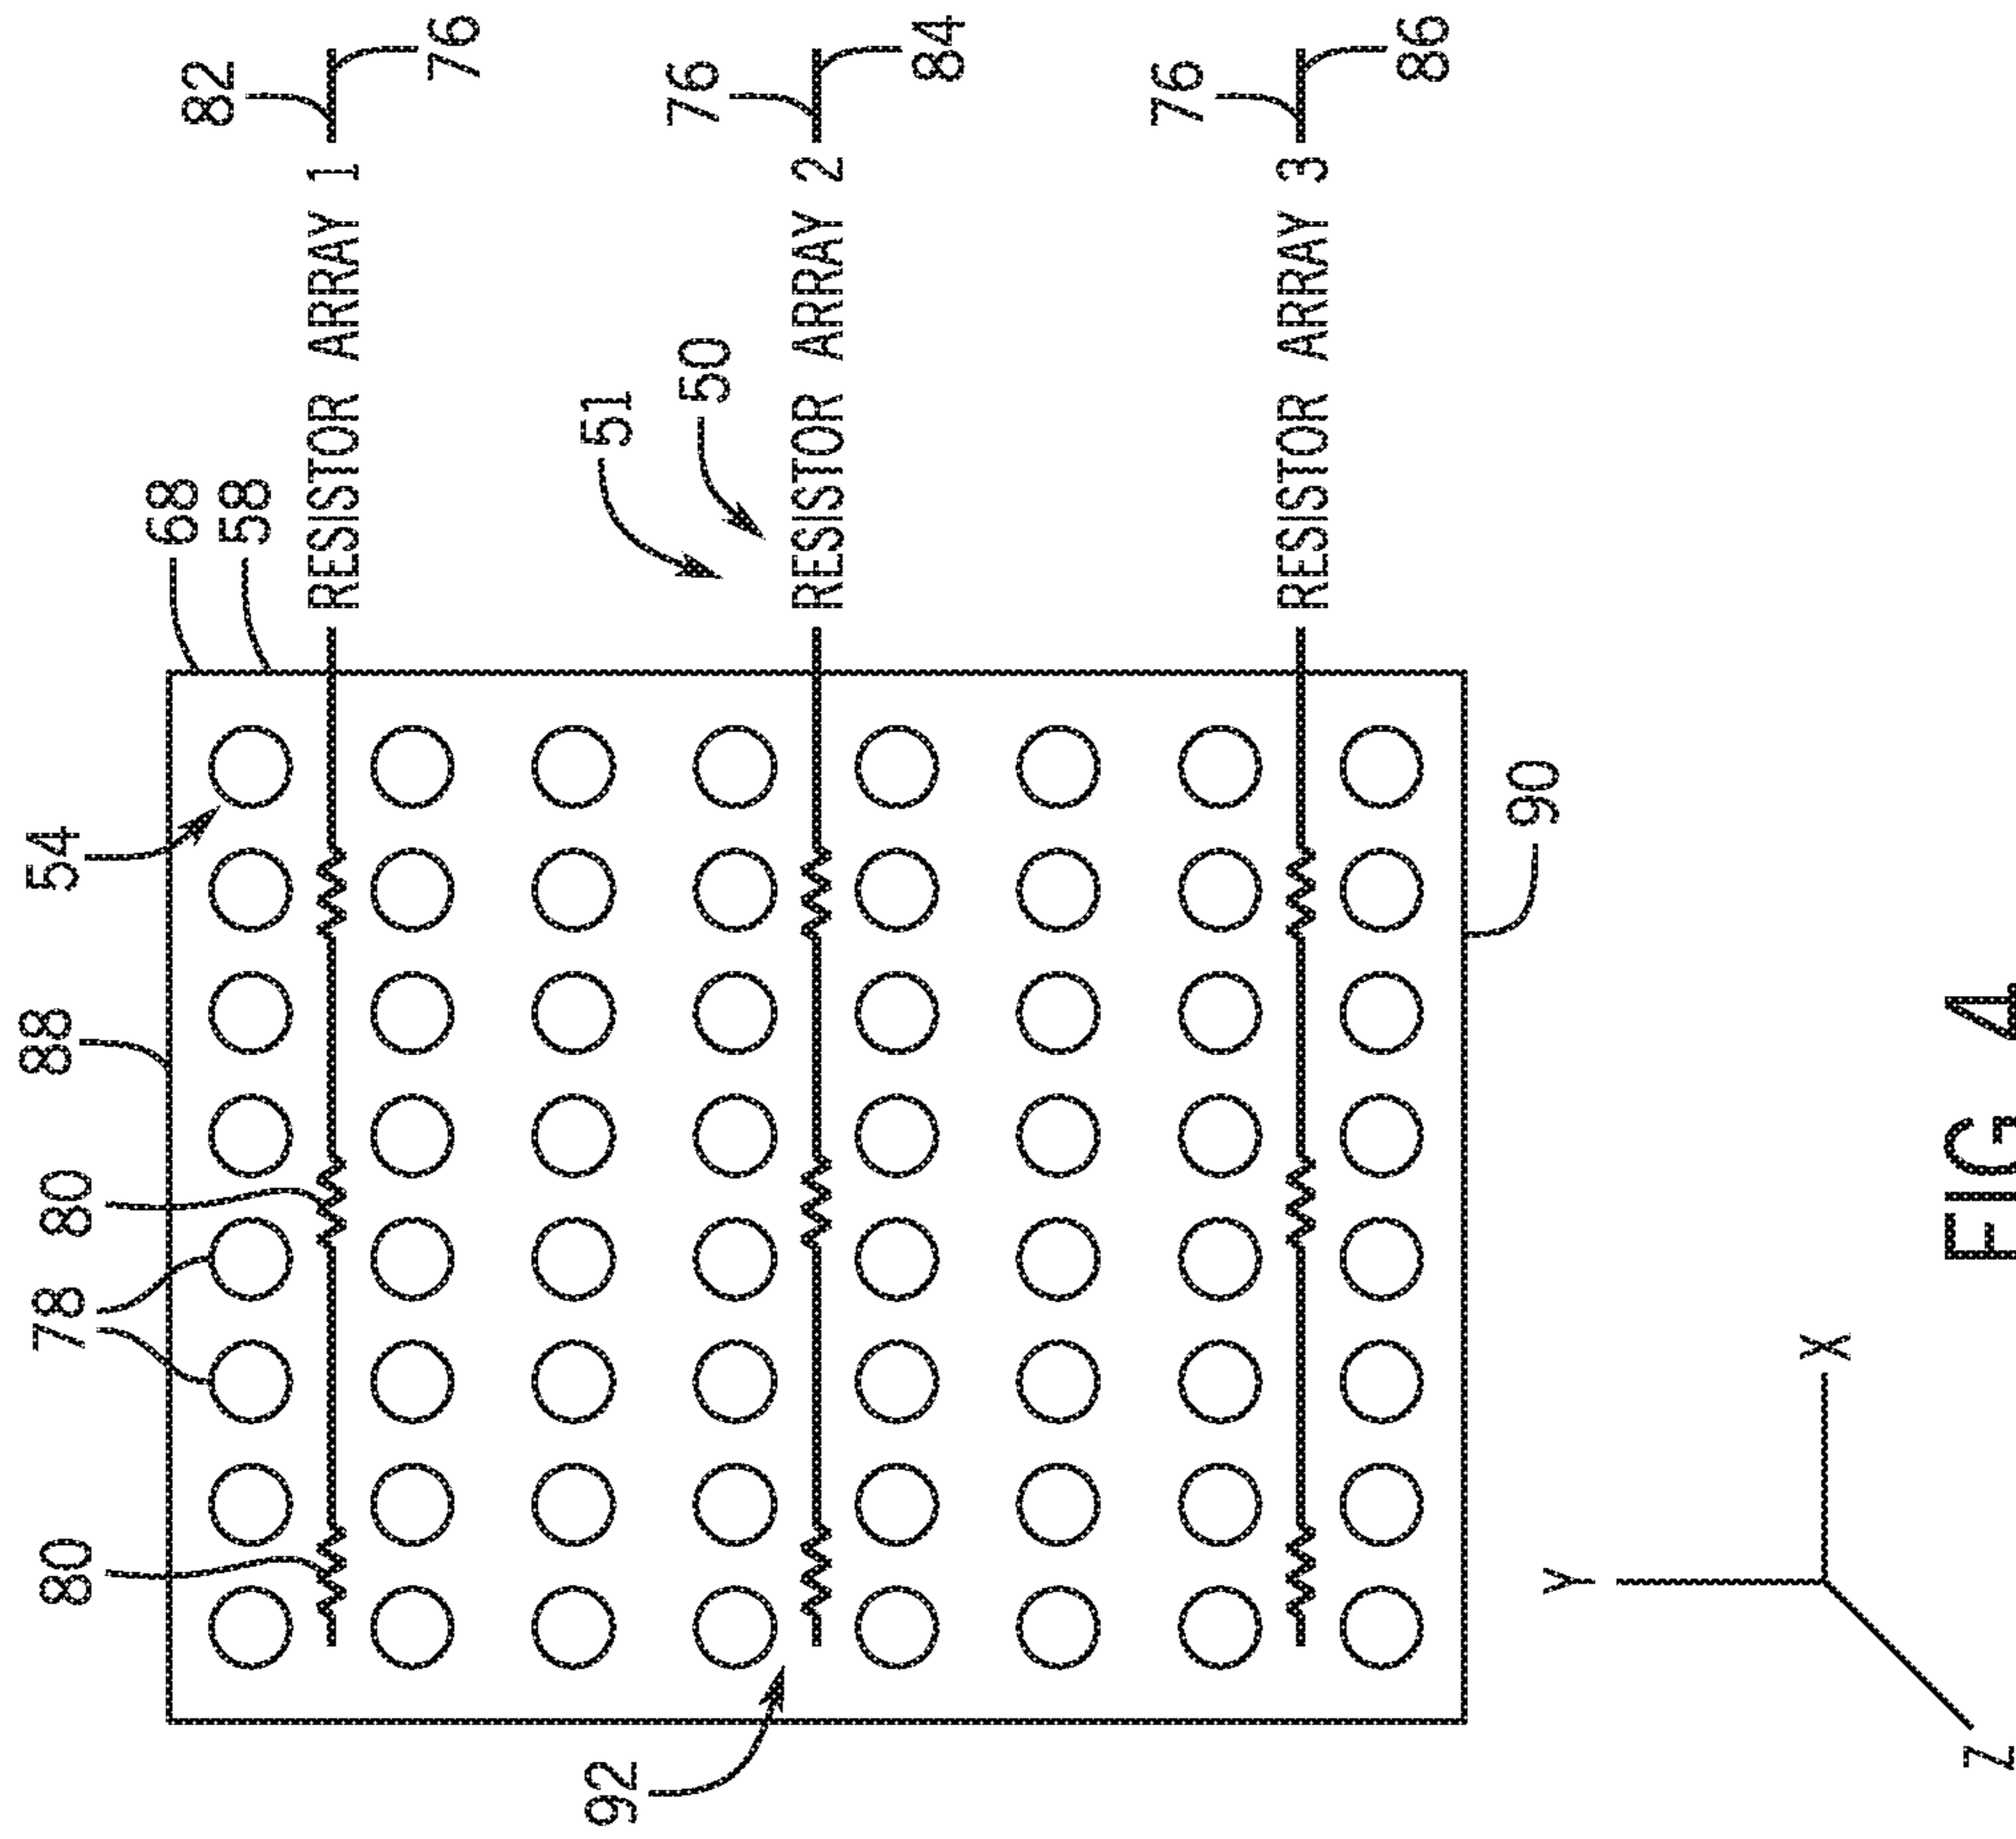 80
78
80
88
54
68
82
58
RESISTOR ARRAY 1
76
92
51
50
76
RESISTOR ARRAY 2
84
76
RESISTOR ARRAY 3
86
90
Y
X
Z
FIG 4